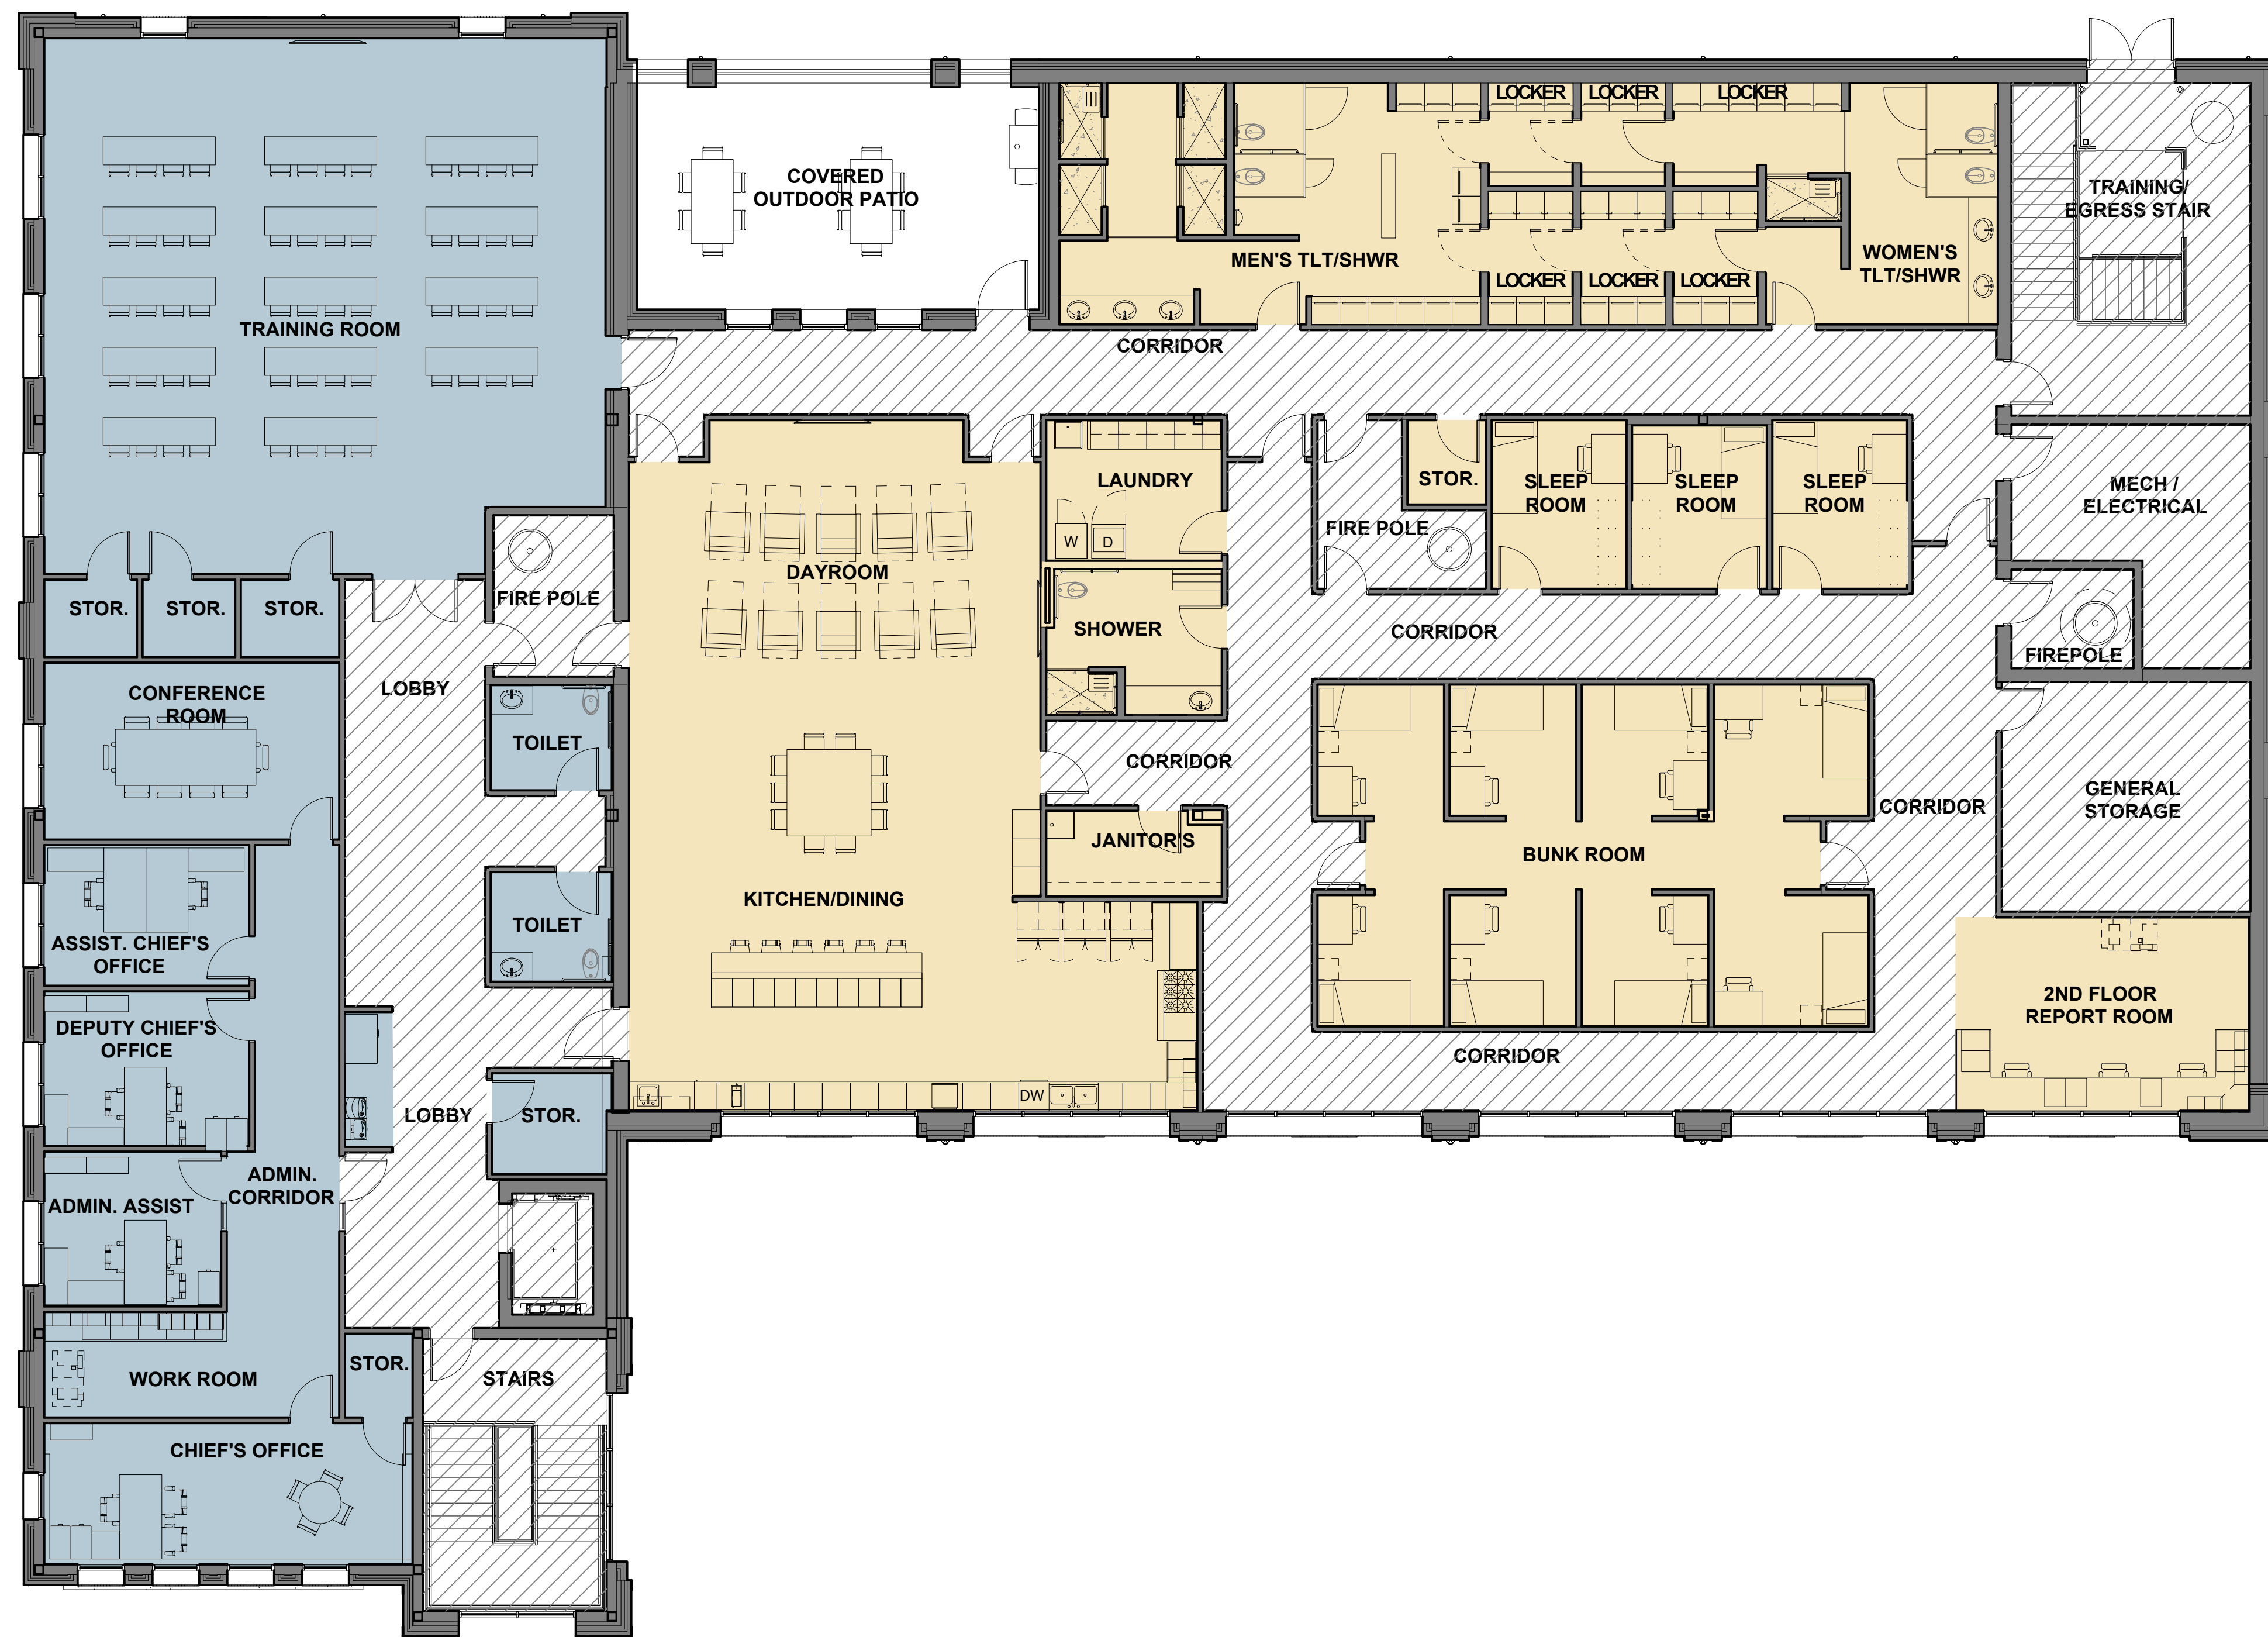 LOCKER
LOCKER
LOCKER
COVERED
OUTDOOR PATIO
TRAINING/
EGRESS STAIR
MEN'S TLT/SHWR
WOMEN'S
TLT/SHWR
LOCKER
LOCKER
LOCKER
TRAINING ROOM
CORRIDOR
LAUNDRY
STOR.
SLEEP
ROOM
SLEEP
ROOM
SLEEP
ROOM
MECH /
ELECTRICAL
FIRE POLE
W
D
DAYROOM
FIRE POLE
STOR.
STOR.
STOR.
SHOWER
CORRIDOR
FIREPOLE
LOBBY
CONFERENCE
ROOM
TOILET
CORRIDOR
GENERAL
STORAGE
CORRIDOR
JANITOR'S
BUNK ROOM
KITCHEN/DINING
TOILET
ASSIST. CHIEF'S
OFFICE
2ND FLOOR
REPORT ROOM
DEPUTY CHIEF'S
OFFICE
CORRIDOR
DW
LOBBY
STOR.
ADMIN.
CORRIDOR
ADMIN. ASSIST
STOR.
WORK ROOM
STAIRS
CHIEF'S OFFICE